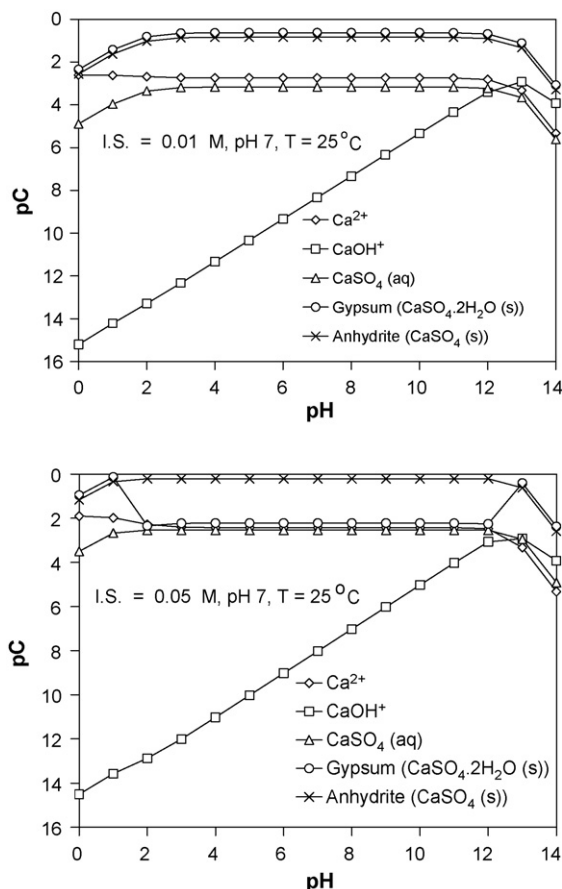 0
2
4
6
8
10
12
14
16
pC
I.S. = 0.01 M, pH 7, T = 25°C
Ca²⁺
CaOH⁺
CaSO₄ (aq)
Gypsum (CaSO₄.2H₂O (s))
Anhydrite (CaSO₄ (s))
0 2 4 6 8 10 12 14
pH
0
2
4
6
8
10
12
14
16
pC
I.S. = 0.05 M, pH 7, T = 25°C
Ca²⁺
CaOH⁺
CaSO₄ (aq)
Gypsum (CaSO₄.2H₂O (s))
Anhydrite (CaSO₄ (s))
0 2 4 6 8 10 12 14
pH